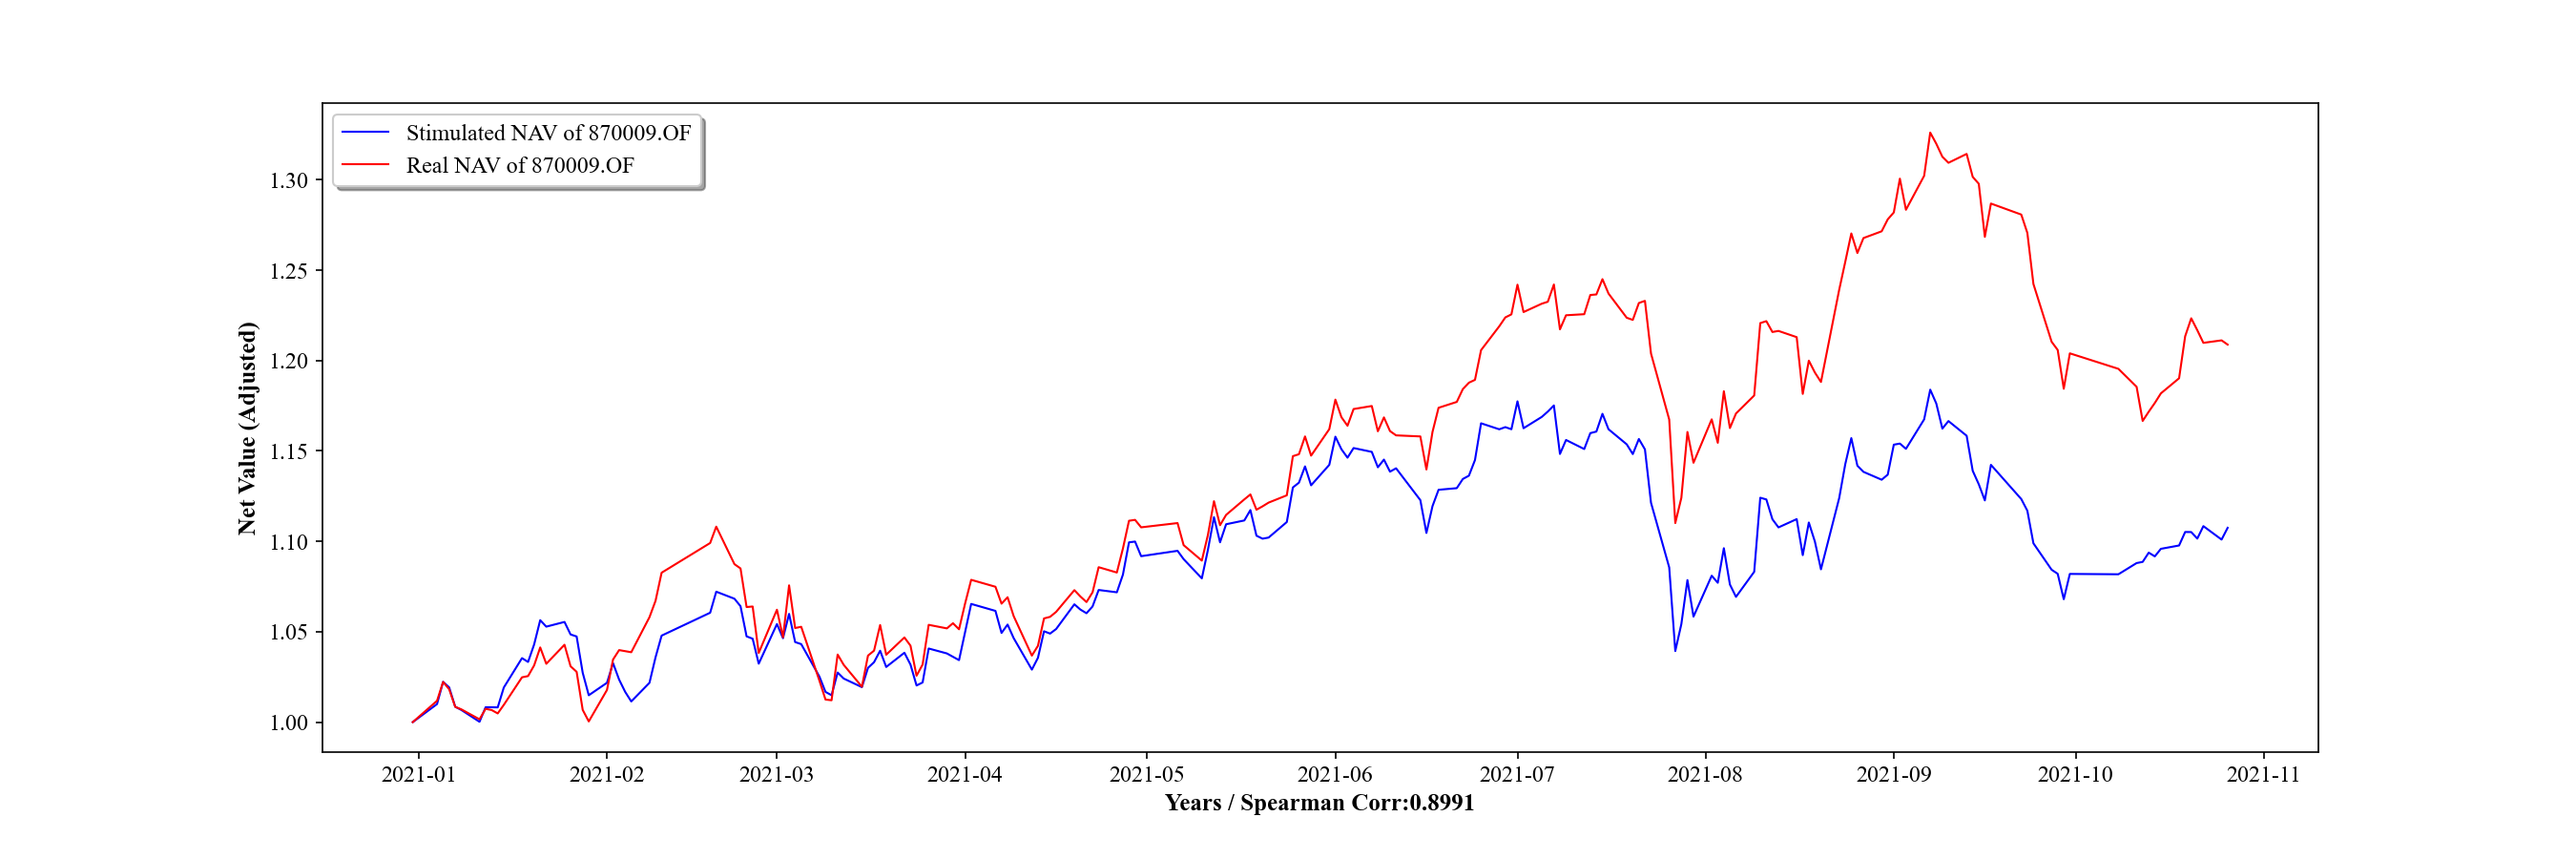 Stimulated NAV of 870009.OF
Real NAV of 870009.OF
Net Value (Adjusted)
1.30
1.25
1.20
1.15
1.10
1.05
1.00
2021-01 2021-02 2021-03 2021-04 2021-05 2021-06 2021-07 2021-08 2021-09 2021-10 2021-11
Years / Spearman Corr:0.8991